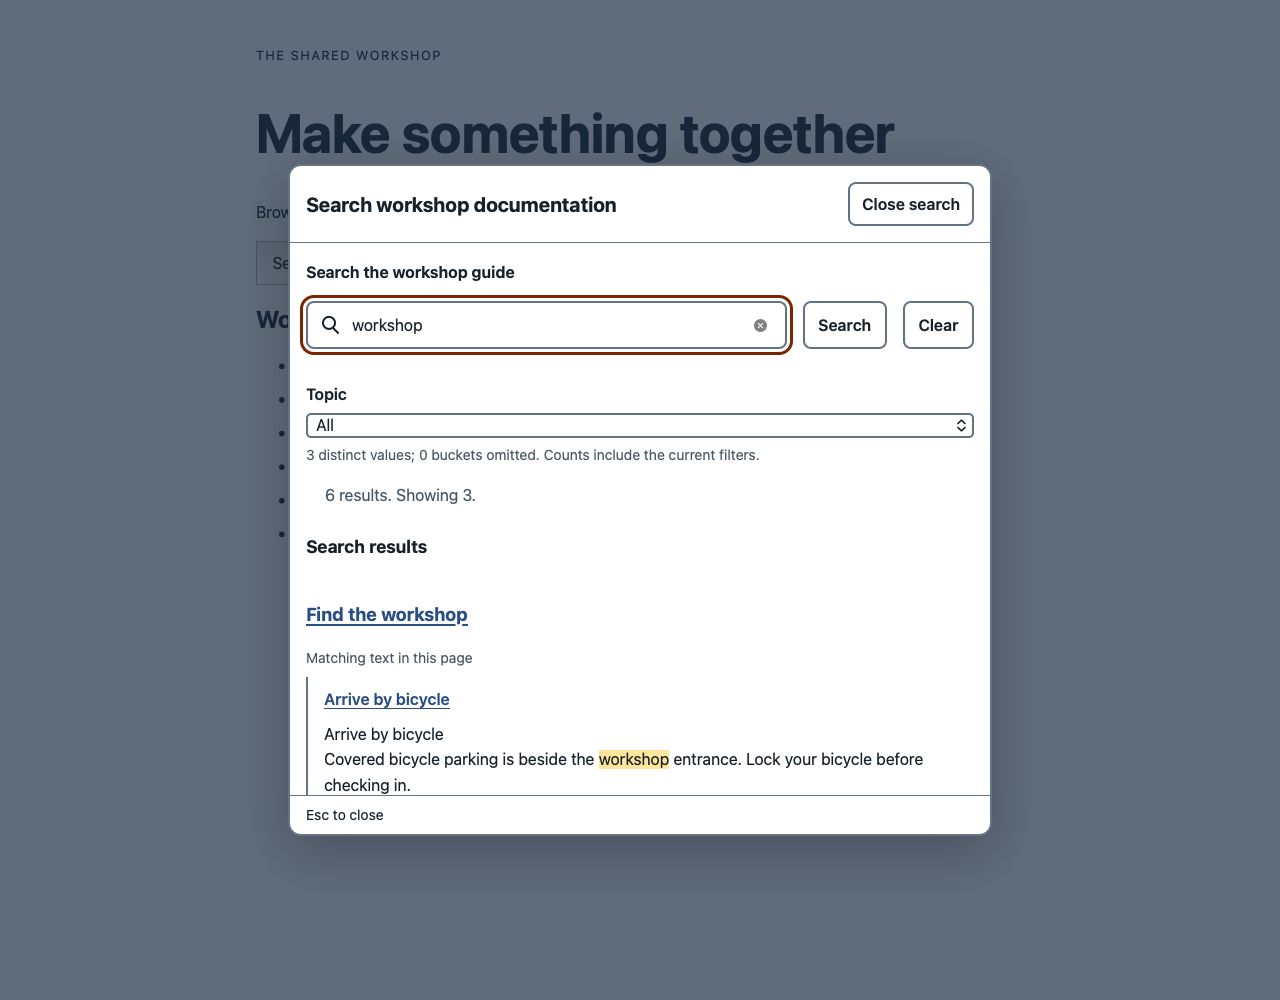 THE SHARED WORKSHOP
Make something together
Brow
Se
Wo
Search workshop documentation
Close search
Search the workshop guide
workshop
Search
Clear
Topic
All
3 distinct values; 0 buckets omitted. Counts include the current filters.
6 results. Showing 3.
Search results
Find the workshop
Matching text in this page
Arrive by bicycle
Arrive by bicycle
Covered bicycle parking is beside the workshop entrance. Lock your bicycle before
checking in.
Esc to close